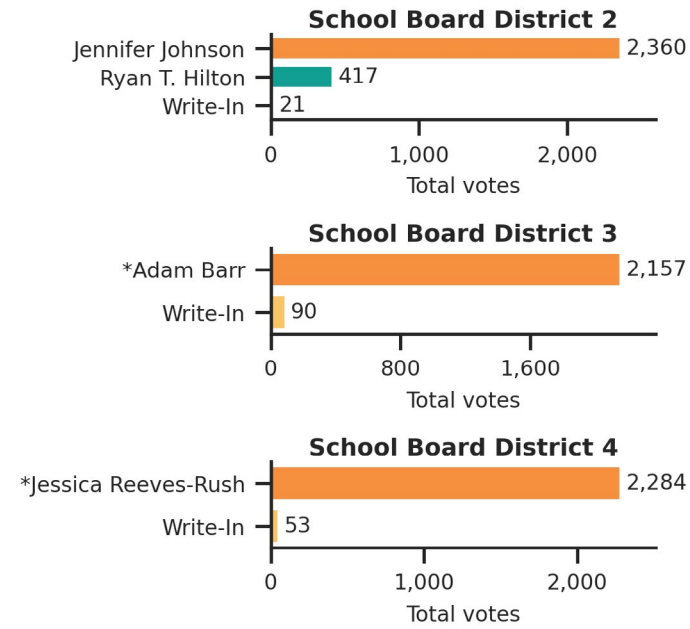 School Board District 2
Jennifer Johnson 2,360
Ryan T. Hilton 417
Write-In 21
0 1,000 2,000
Total votes
School Board District 3
*Adam Barr 2,157
Write-In 90
0 800 1,600
Total votes
School Board District 4
*Jessica Reeves-Rush 2,284
Write-In 53
0 1,000 2,000
Total votes